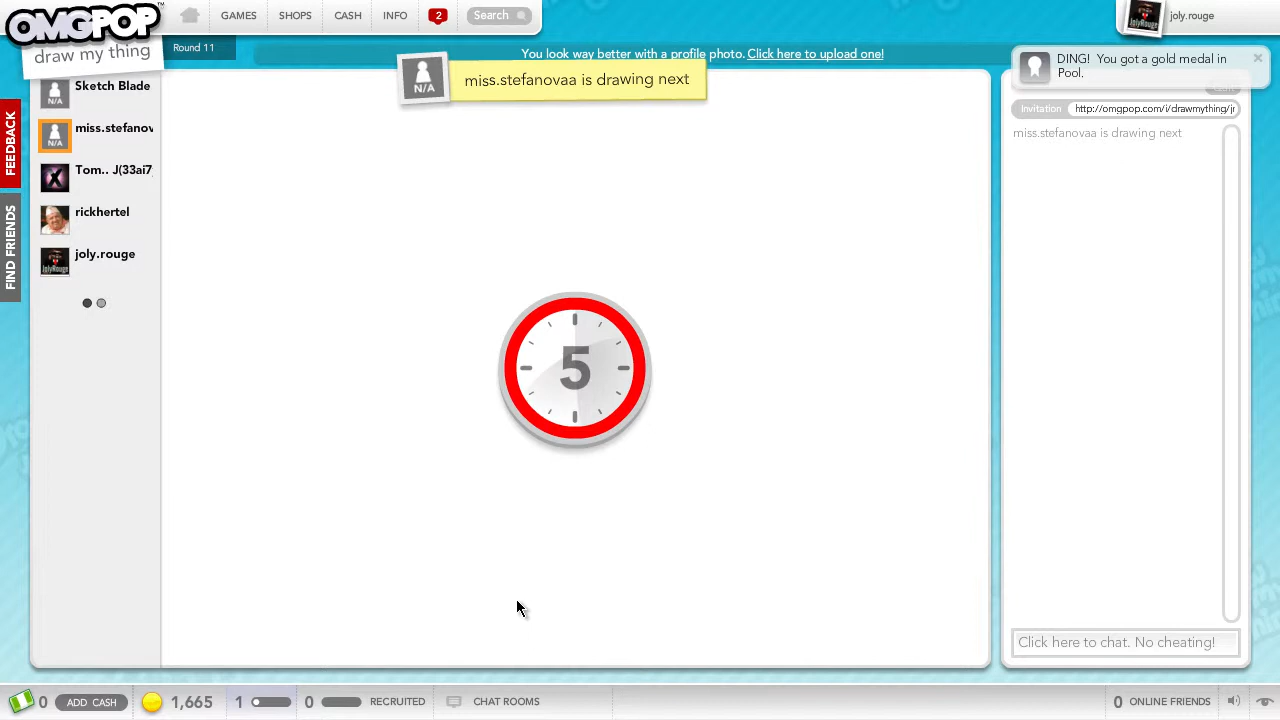 OMGPOP™
GAMES
SHOPS
CASH
INFO
2
Search
joly.rouge
draw my thing
Round 11
You look way better with a profile photo. Click here to upload one!
N/A
miss.stefanovaa is drawing next
DING! You got a gold medal in
Pool.
FEEDBACK
FIND FRIENDS
N/A
Sketch Blade
N/A
miss.stefanov
Tom.. J(33ai7
rickhertel
joly.rouge
5
Invitation
http://omgpop.com/i/drawmything/jr
miss.stefanovaa is drawing next
Click here to chat. No cheating!
0
ADD CASH
1,665
1
0
RECRUITED
CHAT ROOMS
0 ONLINE FRIENDS